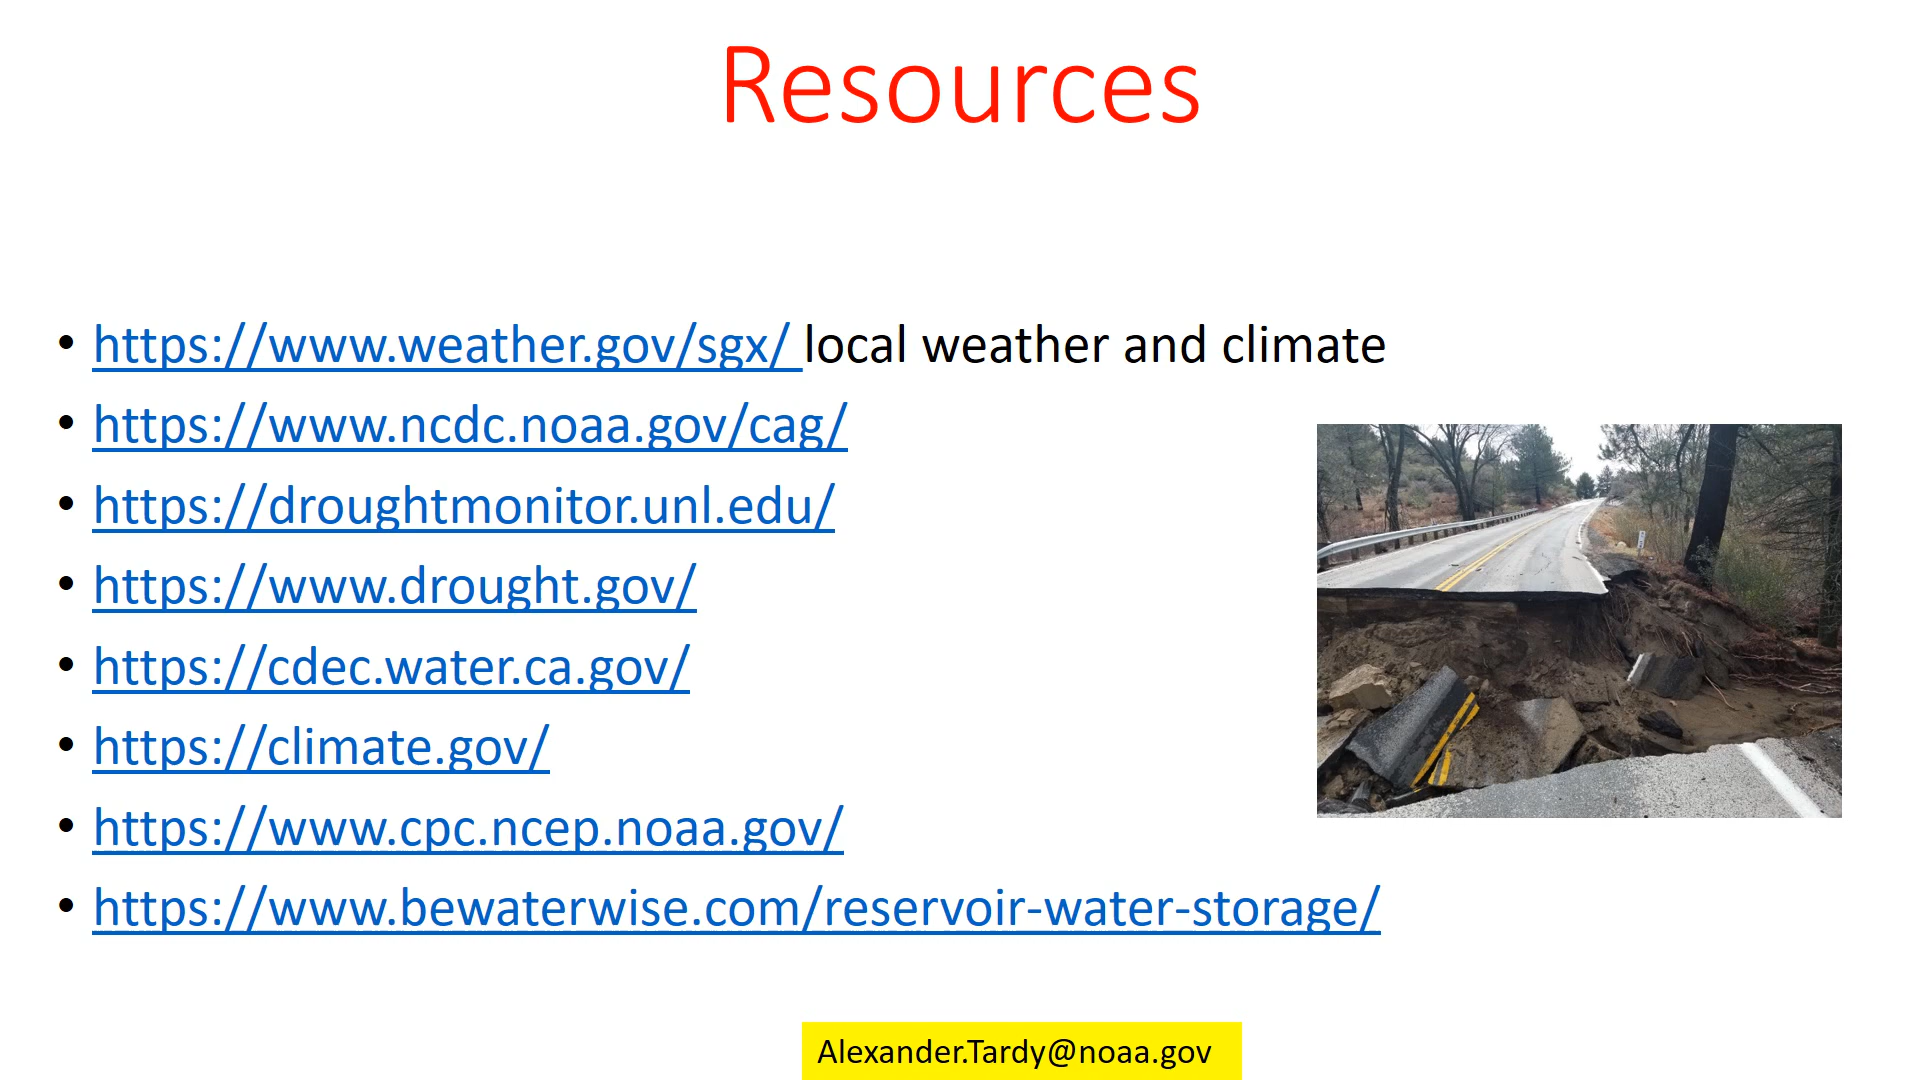 Resources
• https://www.weather.gov/sgx/ local weather and climate
• https://www.ncdc.noaa.gov/cag/
• https://droughtmonitor.unl.edu/
• https://www.drought.gov/
• https://cdec.water.ca.gov/
• https://climate.gov/
• https://www.cpc.ncep.noaa.gov/
• https://www.bewaterwise.com/reservoir-water-storage/
Alexander.Tardy@noaa.gov